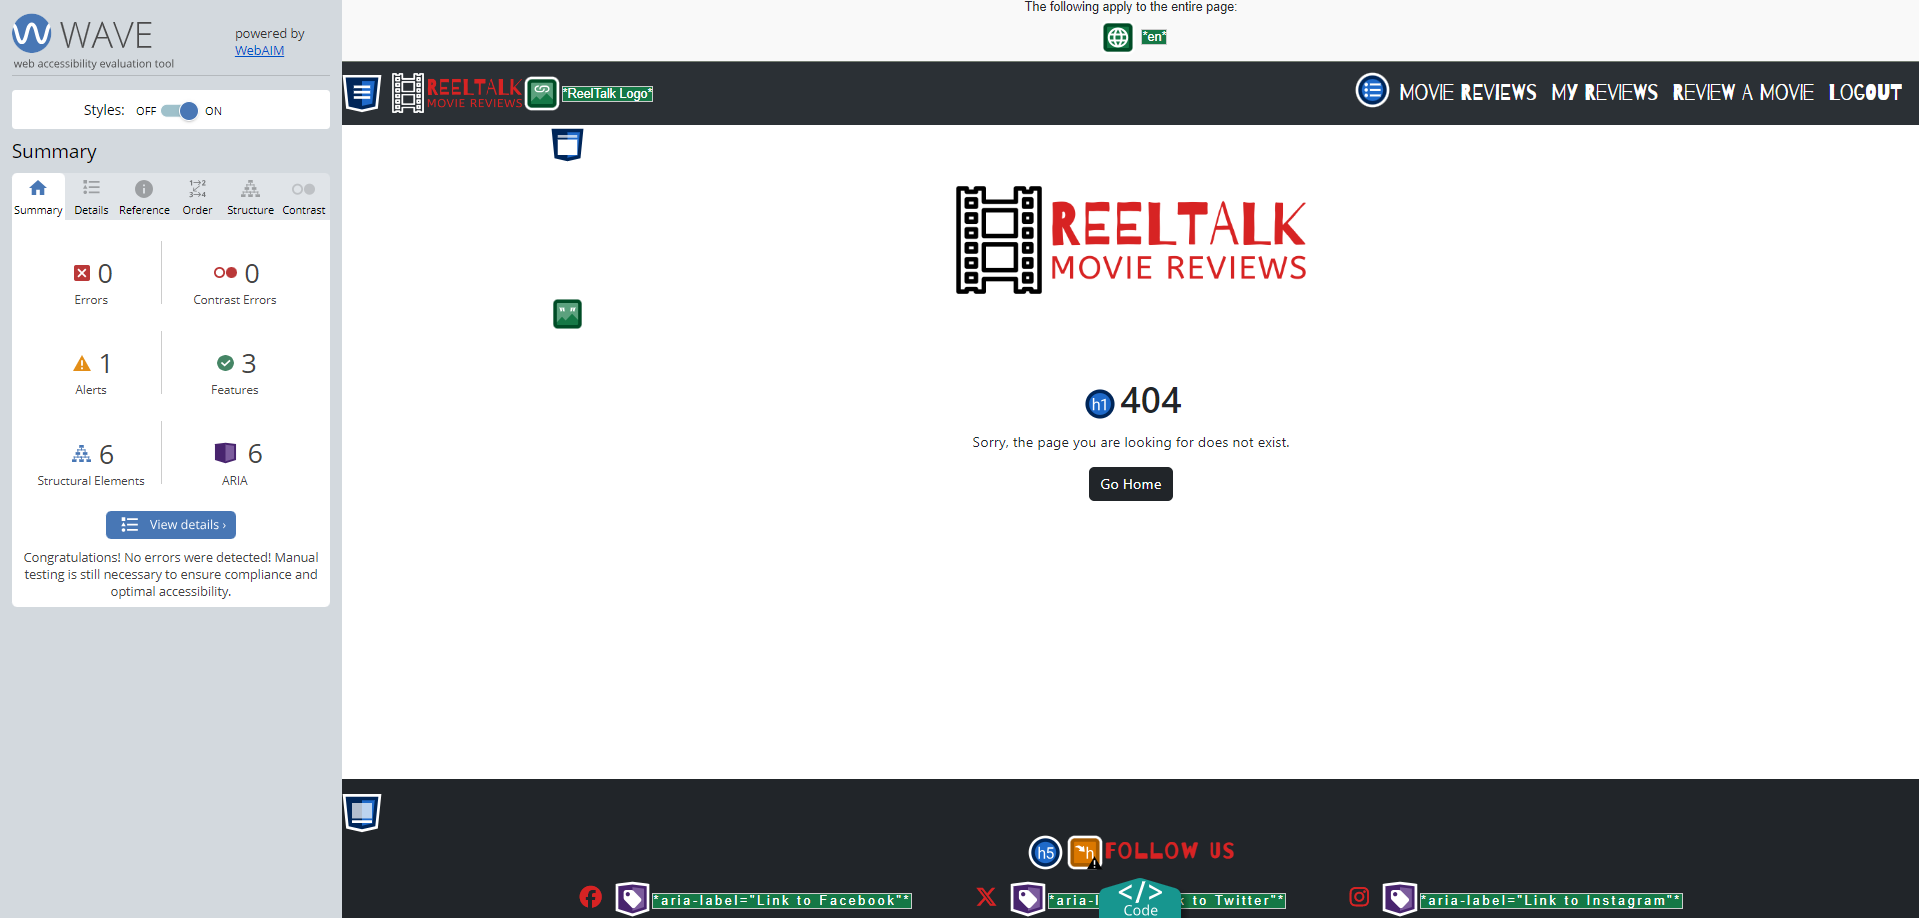 WAVE
web accessibility evaluation tool
powered by
WebAIM
Styles: OFF ON
Summary
Summary Details Reference Order Structure Contrast
0
Errors
0
Contrast Errors
1
Alerts
3
Features
6
Structural Elements
6
ARIA
View details ›
Congratulations! No errors were detected! Manual
testing is still necessary to ensure compliance and
optimal accessibility.
The following apply to the entire page:
*en*
REELTALK
MOVIE REVIEWS
*ReelTalk Logo*
MOVIE REVIEWS MY REVIEWS REVIEW A MOVIE LOGOUT
REELTALK
MOVIE REVIEWS
h1 404
Sorry, the page you are looking for does not exist.
Go Home
h5 h FOLLOW US
*aria-label="Link to Facebook"* *aria-l k to Twitter"* *aria-label="Link to Instagram"*
</> Code